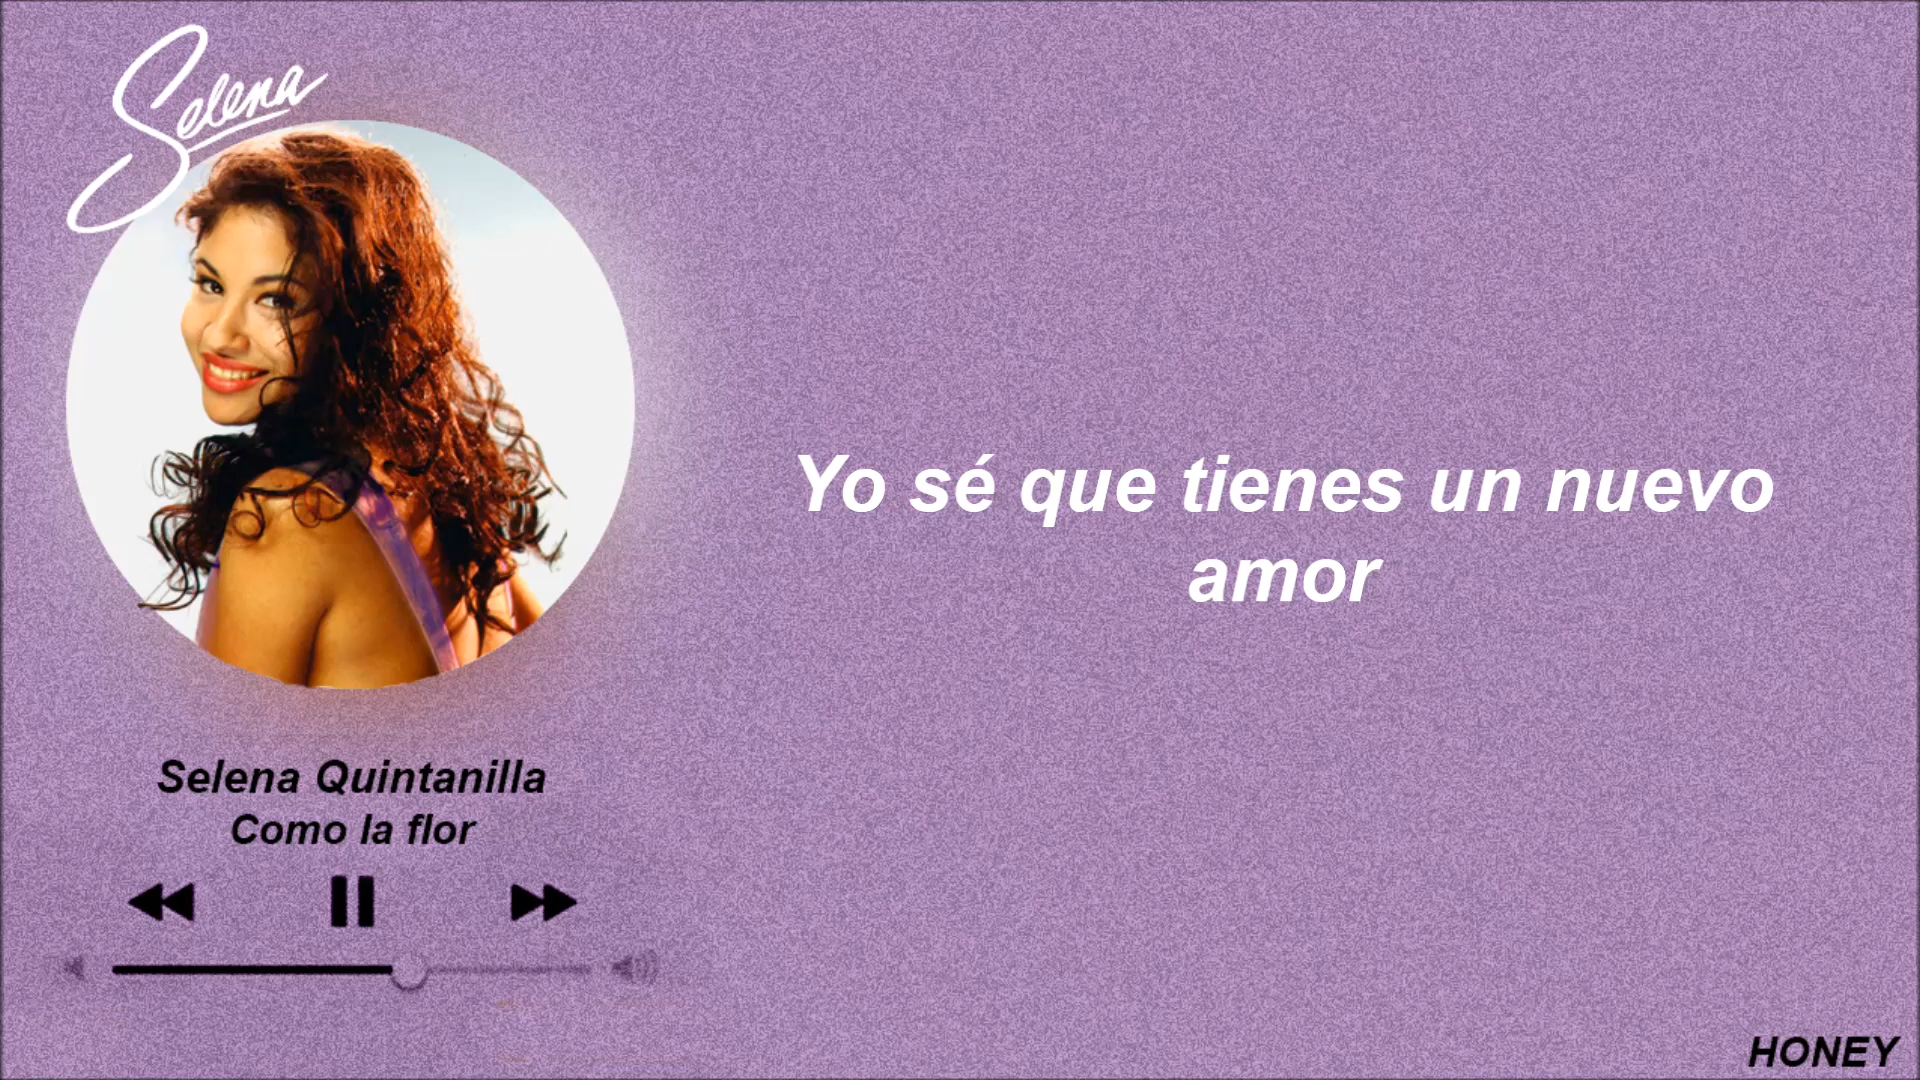 Selena
Yo sé que tienes un nuevo
amor
Selena Quintanilla
Como la flor
HONEY